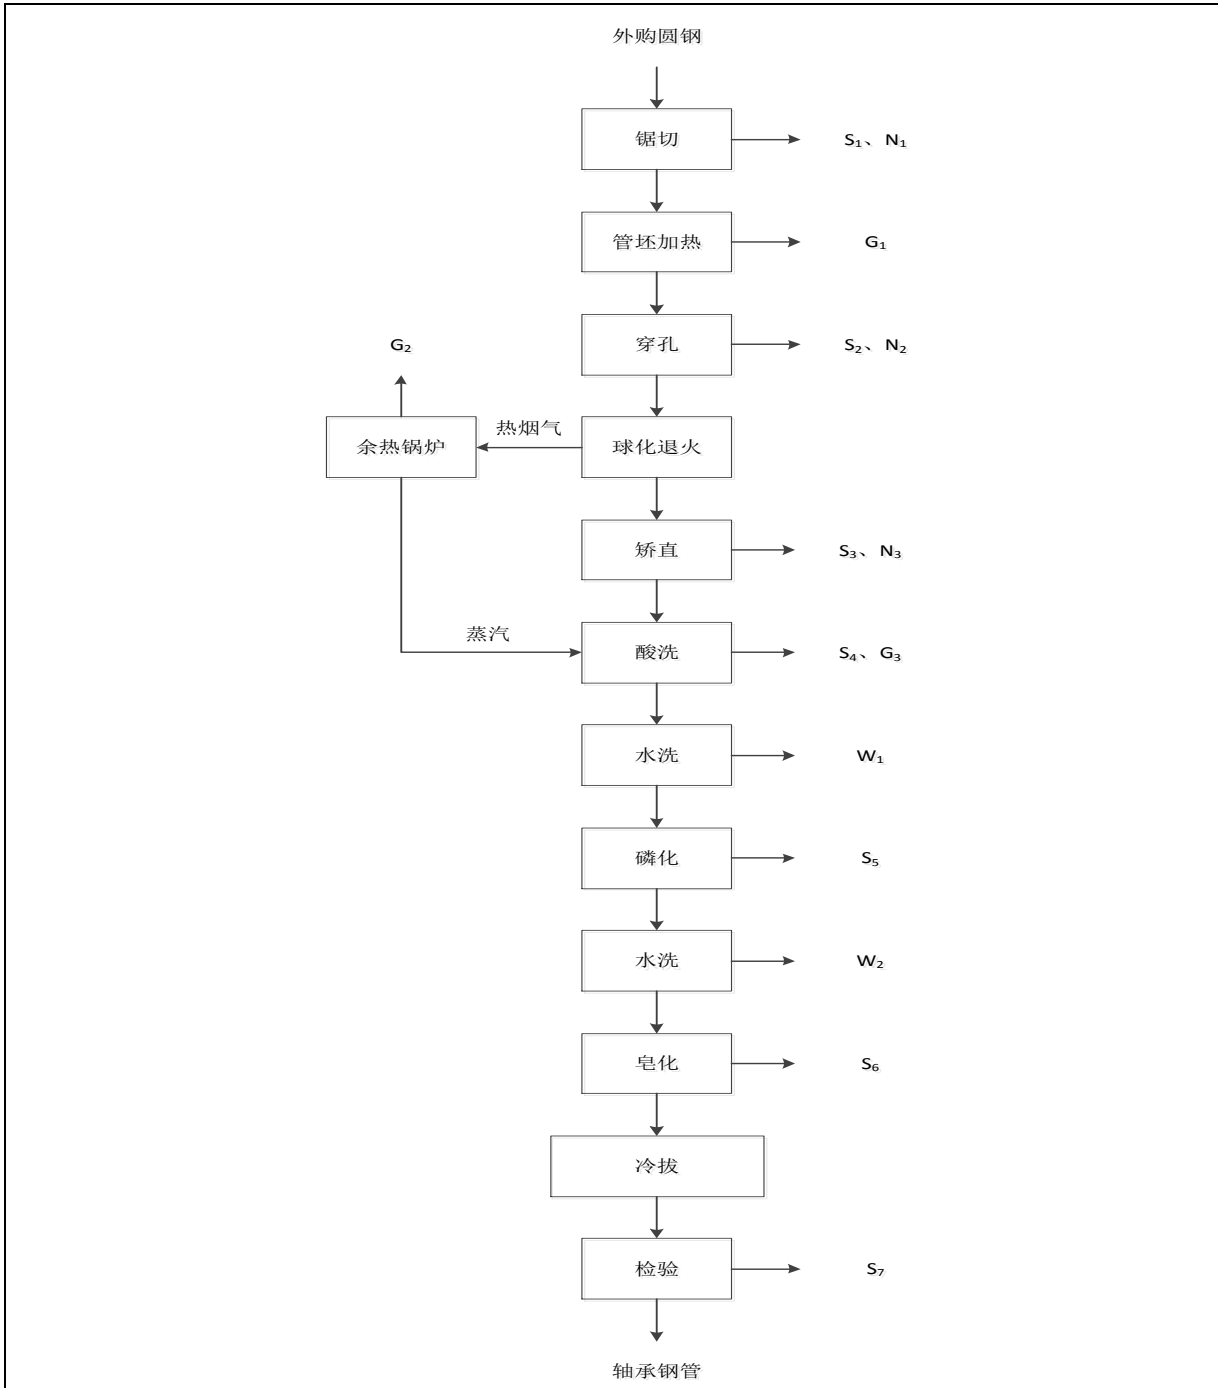 外购圆钢
锯切
S₁、N₁
管坯加热
G₁
穿孔
S₂、N₂
G₂
余热锅炉
热烟气
球化退火
矫直
S₃、N₃
蒸汽
酸洗
S₄、G₃
水洗
W₁
磷化
S₅
水洗
W₂
皂化
S₆
冷拔
检验
S₇
轴承钢管